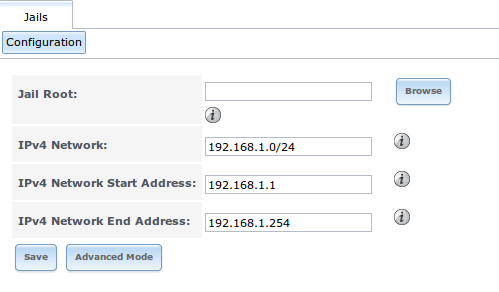 Jails
Configuration
Jail Root:
Browse
i
IPv4 Network:
192.168.1.0/24
i
IPv4 Network Start Address:
192.168.1.1
i
IPv4 Network End Address:
192.168.1.254
i
Save
Advanced Mode